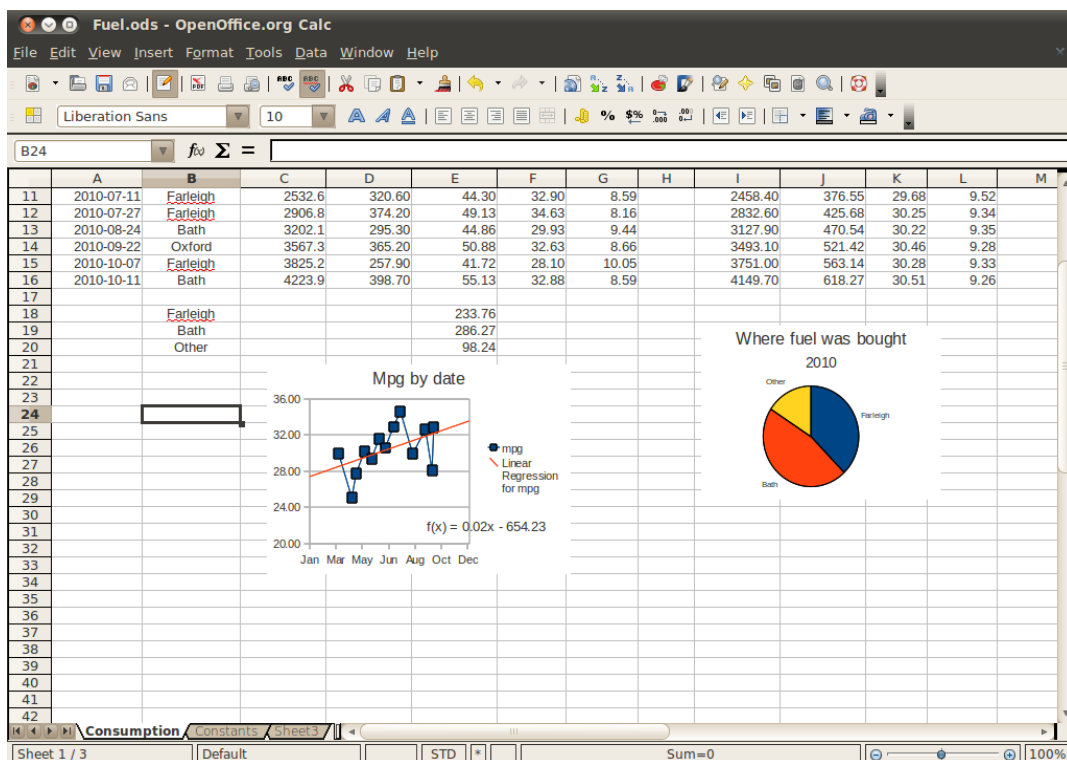 Fuel.ods - OpenOffice.org Calc
File Edit View Insert Format Tools Data Window Help
Liberation Sans 10
B24
A B C D E F G H I J K L M
11 2010-07-11 Farleigh 2532.6 320.60 44.30 32.90 8.59 2458.40 376.55 29.68 9.52
12 2010-07-27 Farleigh 2906.8 374.20 49.13 34.63 8.16 2832.60 425.68 30.25 9.34
13 2010-08-24 Bath 3202.1 295.30 44.86 29.93 9.44 3127.90 470.54 30.22 9.35
14 2010-09-22 Oxford 3567.3 365.20 50.88 32.63 8.66 3493.10 521.42 30.46 9.28
15 2010-10-07 Farleigh 3825.2 257.90 41.72 28.10 10.05 3751.00 563.14 30.28 9.33
16 2010-10-11 Bath 4223.9 398.70 55.13 32.88 8.59 4149.70 618.27 30.51 9.26
17
18 Farleigh 233.76
19 Bath 286.27
20 Other 98.24
21
22
23
24
25
26
27
28
29
30
31
32
33
34
35
36
37
38
39
40
41
42
Mpg by date
36.00
32.00
28.00
24.00
20.00
Jan Mar May Jun Aug Oct Dec
mpg
Linear
Regression
for mpg
f(x) = 0.02x - 654.23
Where fuel was bought
2010
Other
Farleigh
Bath
Consumption Constants Sheet3
Sheet 1 / 3 Default STD * Sum=0 100%